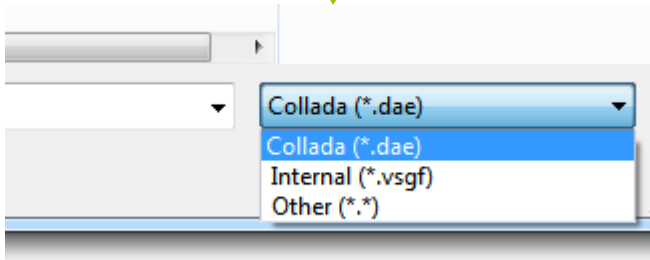 Collada (*.dae)
Collada (*.dae)
Internal (*.vsgf)
Other (*.*)